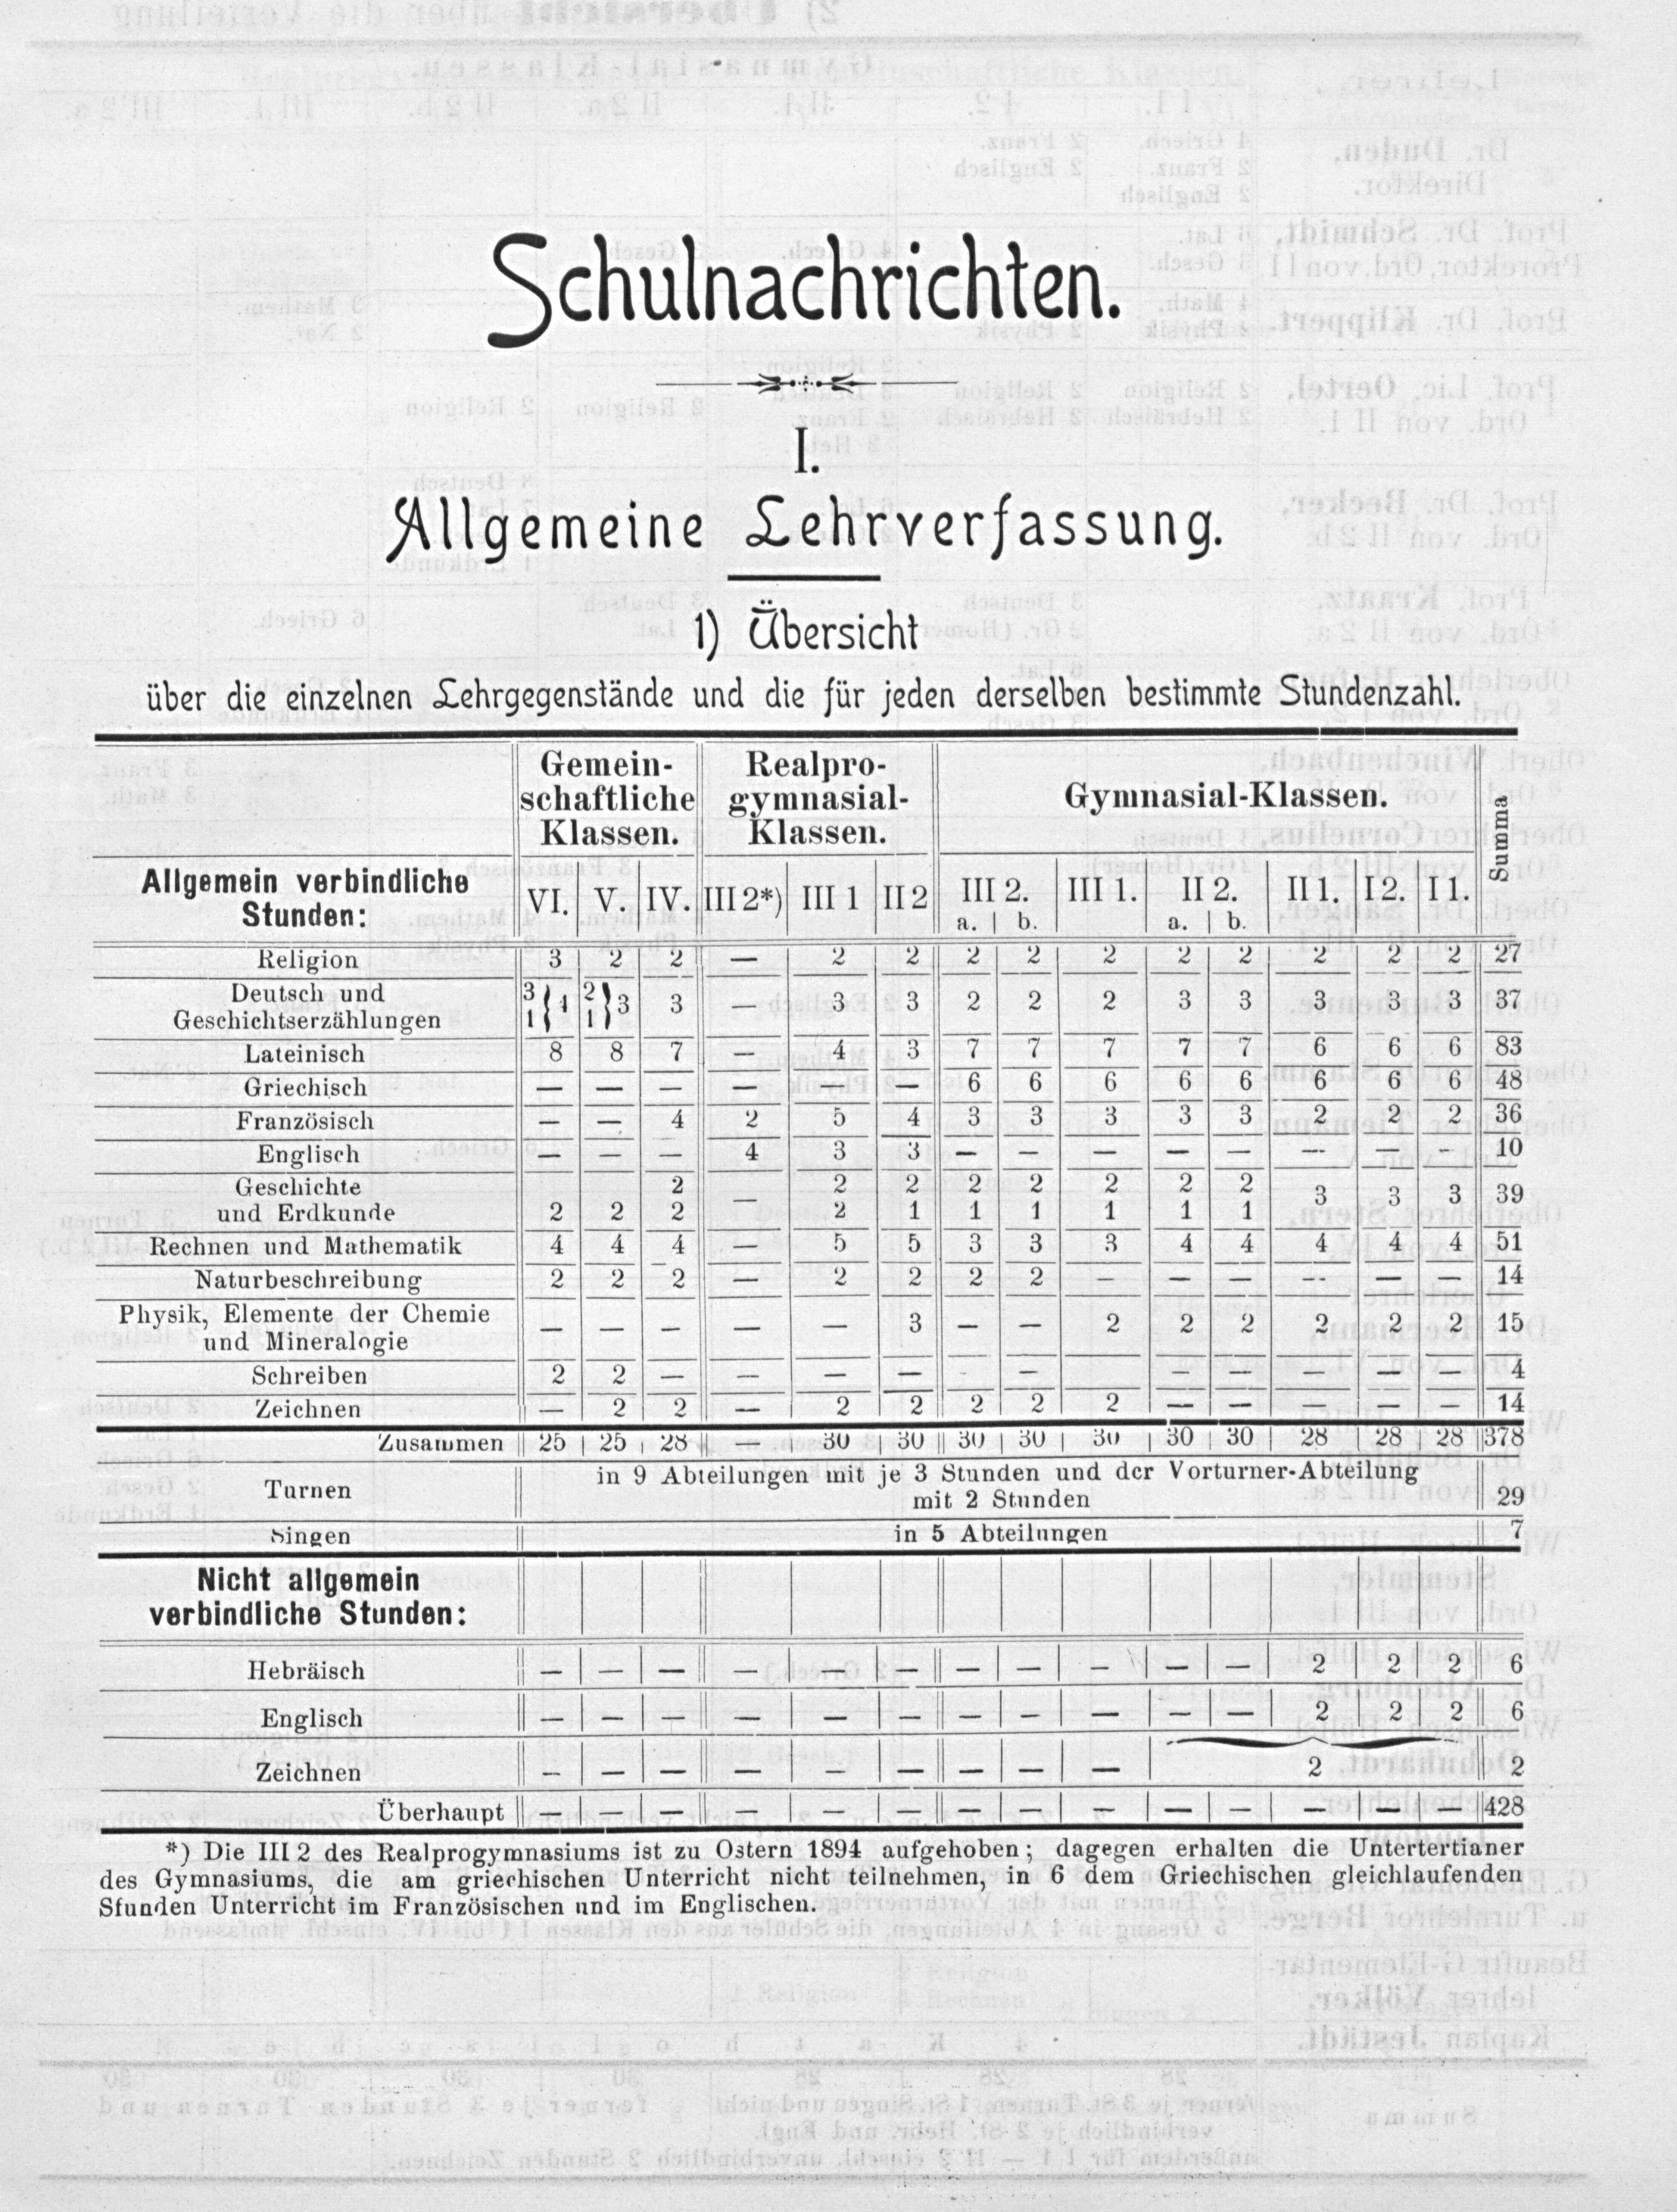 Schulnachrichten.
I.
Allgemeine Lehrverfassung.
1) Übersicht
über die einzelnen Lehrgegenstände und die für jeden derselben bestimmte Stundenzahl.
Gemein-
schaftliche
Klassen.
Realpro-
gymnasial-
Klassen.
Gymnasial-Klassen.
Summa
Allgemein verbindliche
Stunden:
VI. V. IV. III 2*) III 1 II 2 III 2. III 1. II 2. II 1. I 2. I 1.
a. b. a. b.
Religion 3 2 2 — 2 2 2 2 2 2 2 2 2 2 27
Deutsch und
Geschichtserzählungen 3 1 } 4 2 1 } 3 3 — 3 3 2 2 2 3 3 3 3 3 37
Lateinisch 8 8 7 — 4 3 7 7 7 7 7 6 6 6 83
Griechisch — — — — — — 6 6 6 6 6 6 6 6 48
Französisch — — 4 2 5 4 3 3 3 3 3 2 2 2 36
Englisch — — — 4 3 3 — — — — — — — — 10
Geschichte 2 — 2 2 2 2 2 2 2 3 3 3 39
und Erdkunde 2 2 2 2 1 1 1 1 1 1
Rechnen und Mathematik 4 4 4 — 5 5 3 3 3 4 4 4 4 4 51
Naturbeschreibung 2 2 2 — 2 2 2 2 — — — — — — 14
Physik, Elemente der Chemie
und Mineralogie — — — — — 3 — — 2 2 2 2 2 2 15
Schreiben 2 2 — — — — - — — — — — — 4
Zeichnen — 2 2 — 2 2 2 2 2 — — — — — 14
Zusammen 25 25 28 — 30 30 30 30 30 30 30 28 28 28 378
Turnen in 9 Abteilungen mit je 3 Stunden und der Vorturner-Abteilung
mit 2 Stunden 29
Singen in 5 Abteilungen 7
Nicht allgemein
verbindliche Stunden:
Hebräisch — — — — — — — — — — — 2 2 2 6
Englisch — — — — — — — — — — — 2 2 2 6
Zeichnen — — — — — — — — — 2 2
Überhaupt — — — — — — — — — — — — — — 428
*) Die III 2 des Realprogymnasiums ist zu Ostern 1894 aufgehoben; dagegen erhalten die Untertertianer
des Gymnasiums, die am griechischen Unterricht nicht teilnehmen, in 6 dem Griechischen gleichlaufenden
Stunden Unterricht im Französischen und im Englischen.